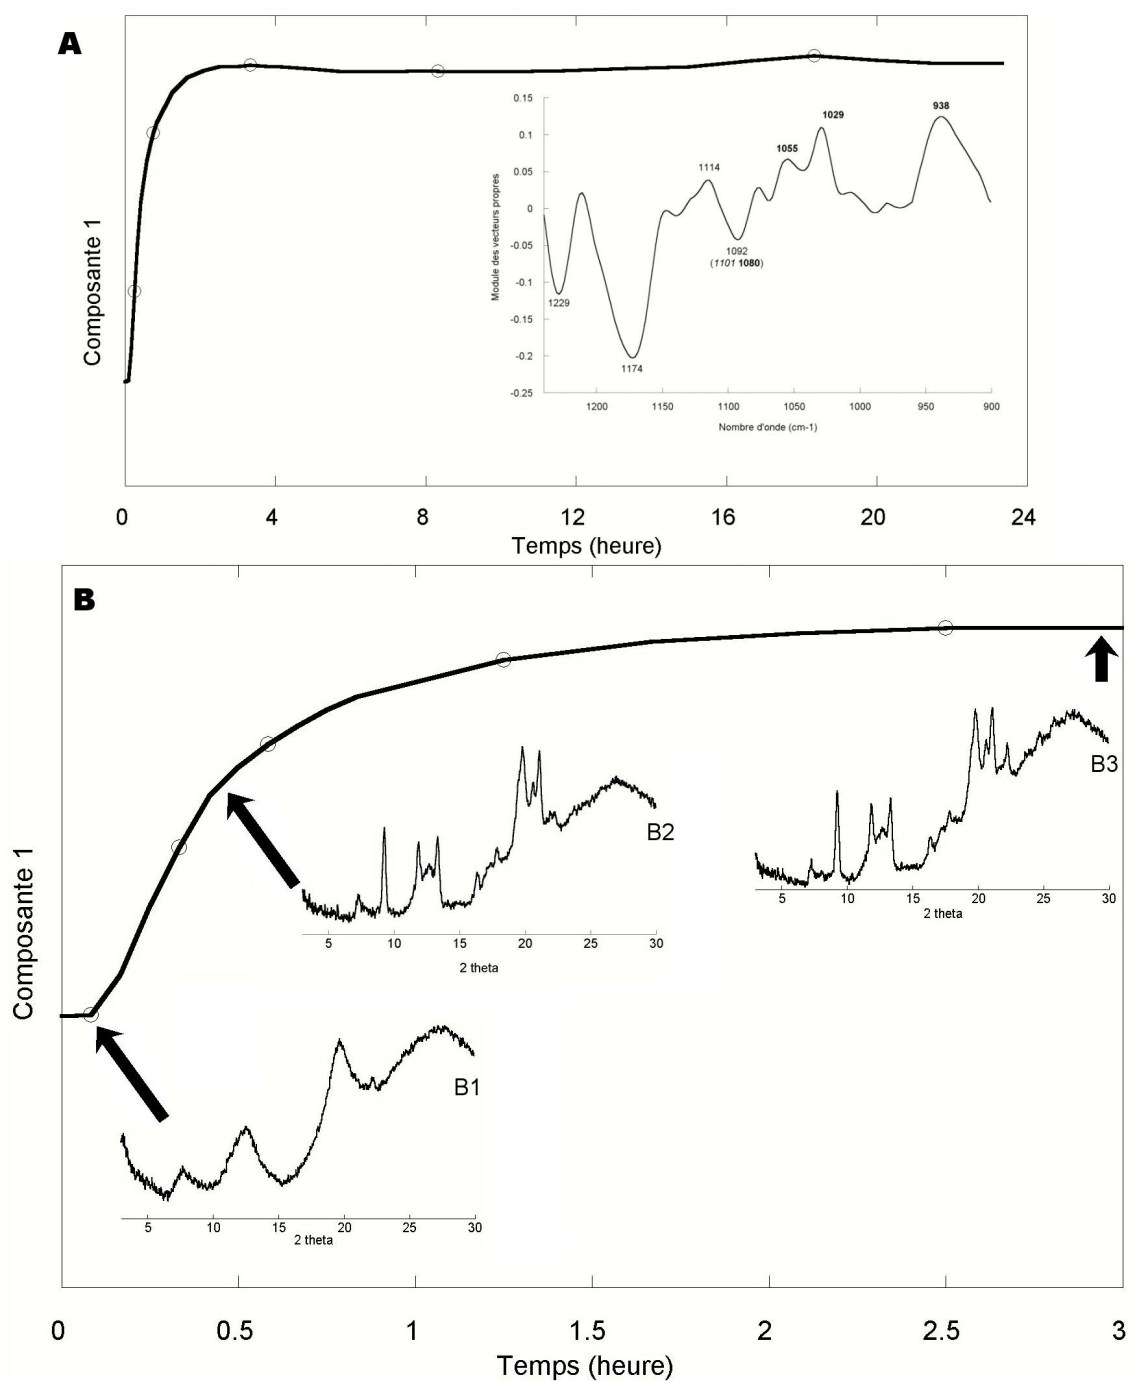 A
Composante 1
0.15
0.1
0.05
0
-0.05
-0.1
-0.15
-0.2
-0.25
Module des vecteurs propres
1229
1174
1114
1092
(1101 1080)
1055
1029
938
1200 1150 1100 1050 1000 950 900
Nombre d'onde (cm-1)
0 4 8 12 16 20 24
Temps (heure)
B
Composante 1
B3
5 10 15 20 25 30
2 theta
B2
5 10 15 20 25 30
2 theta
B1
5 10 15 20 25 30
2 theta
0 0.5 1 1.5 2 2.5 3
Temps (heure)